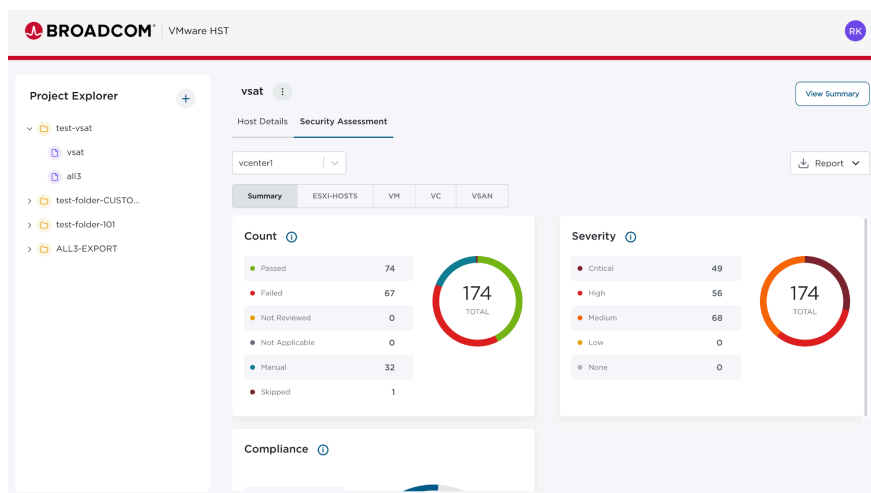 BROADCOM® VMware HST
RK
Project Explorer
+
test-vsat
vsat
all3
test-folder-CUSTO...
test-folder-101
ALL3-EXPORT
vsat
View Summary
Host Details Security Assessment
vcenter1
Report
Summary ESXI-HOSTS VM VC VSAN
Count
Passed 74
Failed 67
Not Reviewed 0
Not Applicable 0
Manual 32
Skipped 1
174
TOTAL
Severity
Critical 49
High 56
Medium 68
Low 0
None 0
174
TOTAL
Compliance